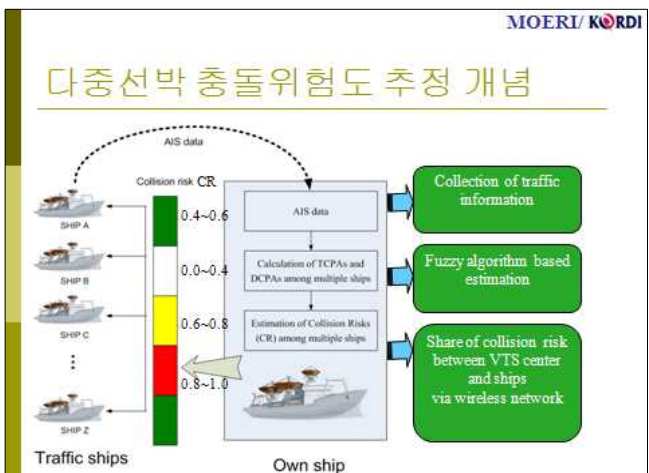 MOERI/ KORDI
다중선박 충돌위험도 추정 개념
AIS data
Collision risk CR
SHIP A
SHIP B
SHIP C
⋮
SHIP Z
Traffic ships
0.4~0.6
0.0~0.4
0.6~0.8
0.8~1.0
AIS data
Calculation of TCPAs and
DCPAs among multiple ships
Estimation of Collision Risks
(CR) among multiple ships
Own ship
Collection of traffic
information
Fuzzy algorithm based
estimation
Share of collision risk
between VTS center
and ships
via wireless network